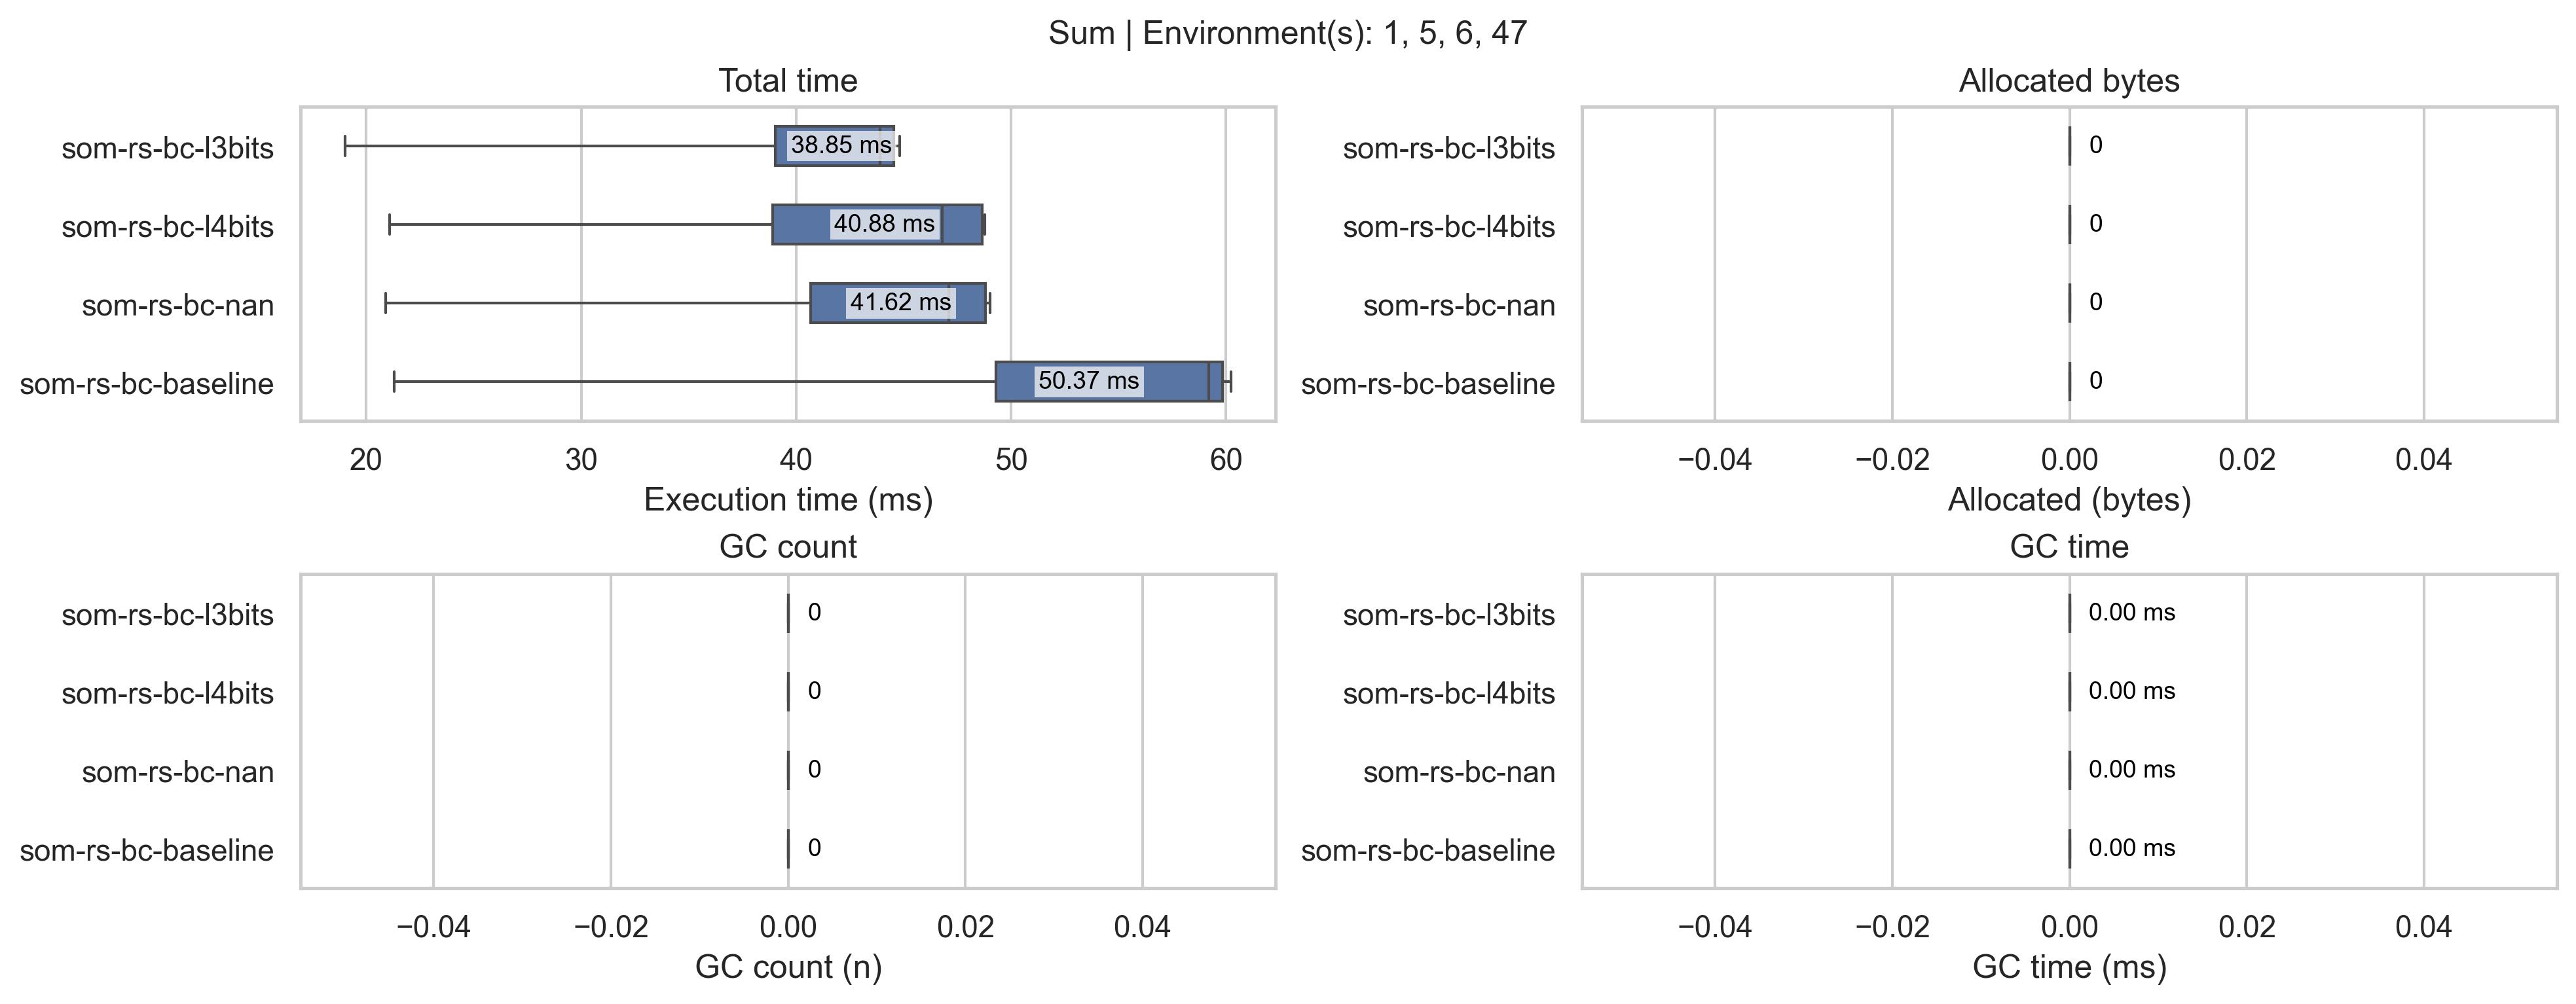 Sum | Environment(s): 1, 5, 6, 47
Total time
som-rs-bc-l3bits
38.85 ms
som-rs-bc-l4bits
40.88 ms
som-rs-bc-nan
41.62 ms
som-rs-bc-baseline
50.37 ms
20 30 40 50 60
Execution time (ms)
Allocated bytes
som-rs-bc-l3bits
0
som-rs-bc-l4bits
0
som-rs-bc-nan
0
som-rs-bc-baseline
0
−0.04 −0.02 0.00 0.02 0.04
Allocated (bytes)
GC count
som-rs-bc-l3bits
0
som-rs-bc-l4bits
0
som-rs-bc-nan
0
som-rs-bc-baseline
0
−0.04 −0.02 0.00 0.02 0.04
GC count (n)
GC time
som-rs-bc-l3bits
0.00 ms
som-rs-bc-l4bits
0.00 ms
som-rs-bc-nan
0.00 ms
som-rs-bc-baseline
0.00 ms
−0.04 −0.02 0.00 0.02 0.04
GC time (ms)